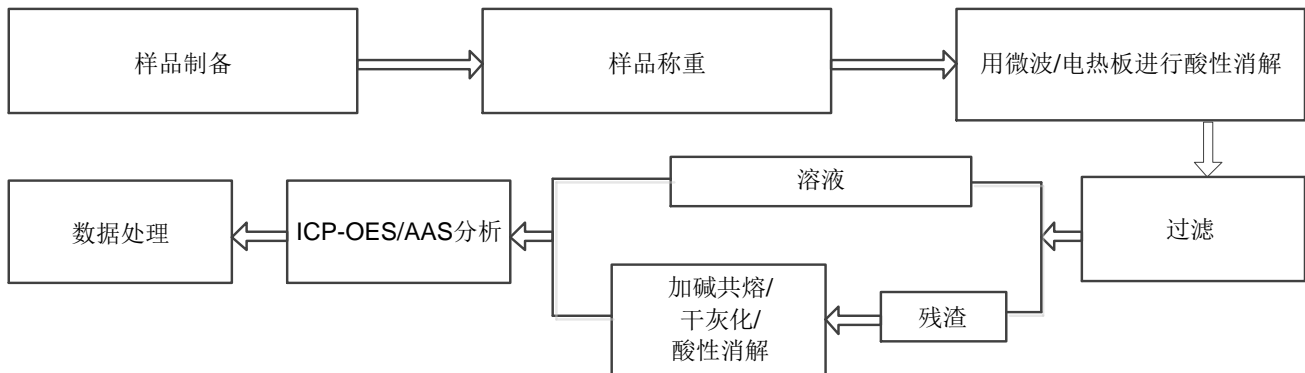 样品制备
样品称重
用微波/电热板进行酸性消解
过滤
溶液
残渣
加碱共熔/
干灰化/
酸性消解
ICP-OES/AAS分析
数据处理